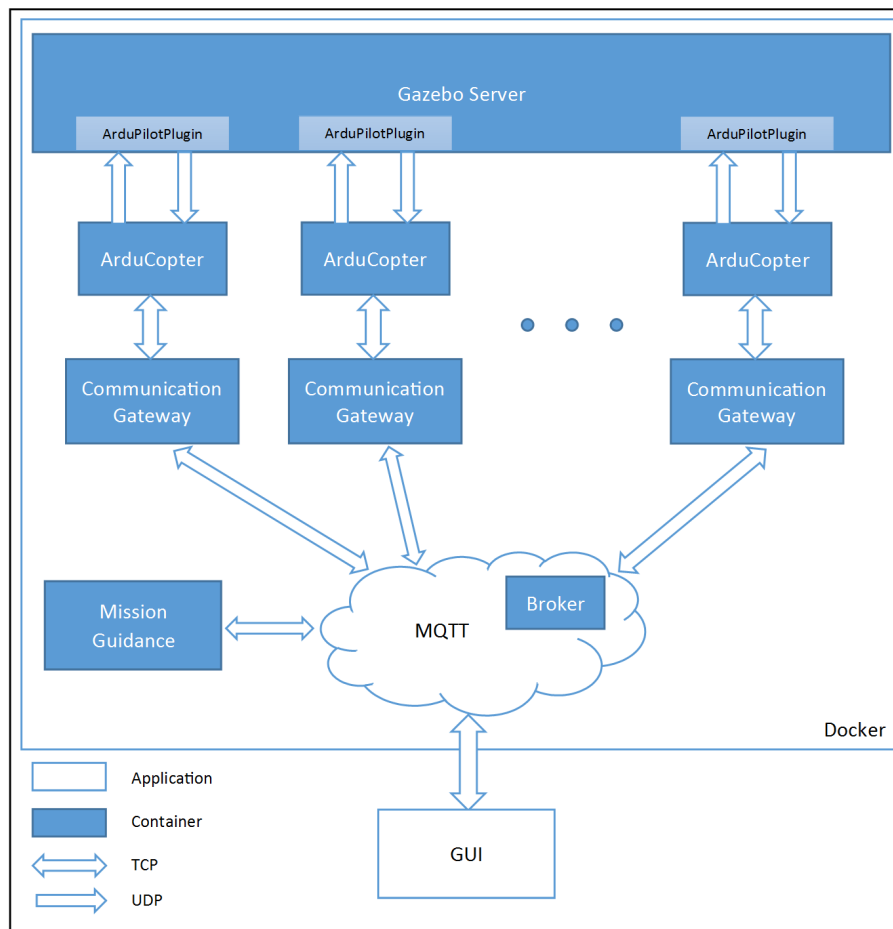 Gazebo Server
ArduPilotPlugin
ArduPilotPlugin
ArduPilotPlugin
ArduCopter
ArduCopter
ArduCopter
Communication
Gateway
Communication
Gateway
Communication
Gateway
Mission
Guidance
MQTT
Broker
Docker
Application
Container
TCP
UDP
GUI